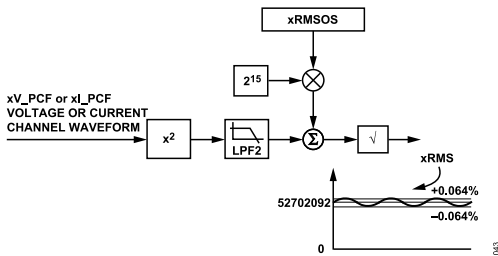 xRMSOS
2¹⁵
xV_PCF or xI_PCF
VOLTAGE OR CURRENT
CHANNEL WAVEFORM
x²
LPF2
Σ
√
xRMS
+0.064%
52702092
–0.064%
0
043